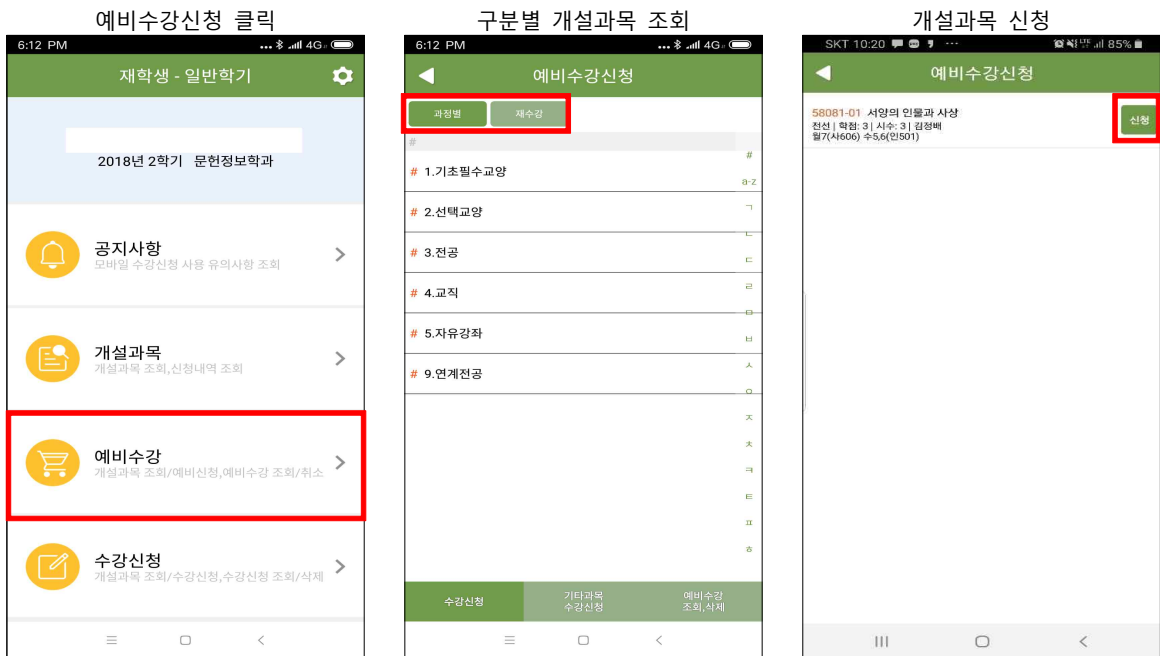 예비수강신청 클릭
6:12 PM
4G
재학생 - 일반학기
2018년 2학기 문헌정보학과
공지사항
모바일 수강신청 사용 유의사항 조회
개설과목
개설과목 조회,신청내역 조회
예비수강
개설과목 조회/예비신청,예비수강 조회/취소
수강신청
개설과목 조회/수강신청,수강신청 조회/삭제
구분별 개설과목 조회
6:12 PM
4G
예비수강신청
과정별 재수강
#
# 1.기초필수교양
# 2.선택교양
# 3.전공
# 4.교직
# 5.자유강좌
# 9.연계전공
#
a-z
ㄱ
ㄴ
ㄷ
ㄹ
ㅁ
ㅂ
ㅅ
ㅇ
ㅈ
ㅊ
ㅋ
ㅌ
ㅍ
ㅎ
수강신청
기타과목
수강신청
예비수강
조회,삭제
개설과목 신청
SKT 10:20
LTE 85%
예비수강신청
58081-01 서양의 인물과 사상
전선 | 학점: 3 | 시수: 3 | 김정배
월7(사606) 수5,6(인501)
신청